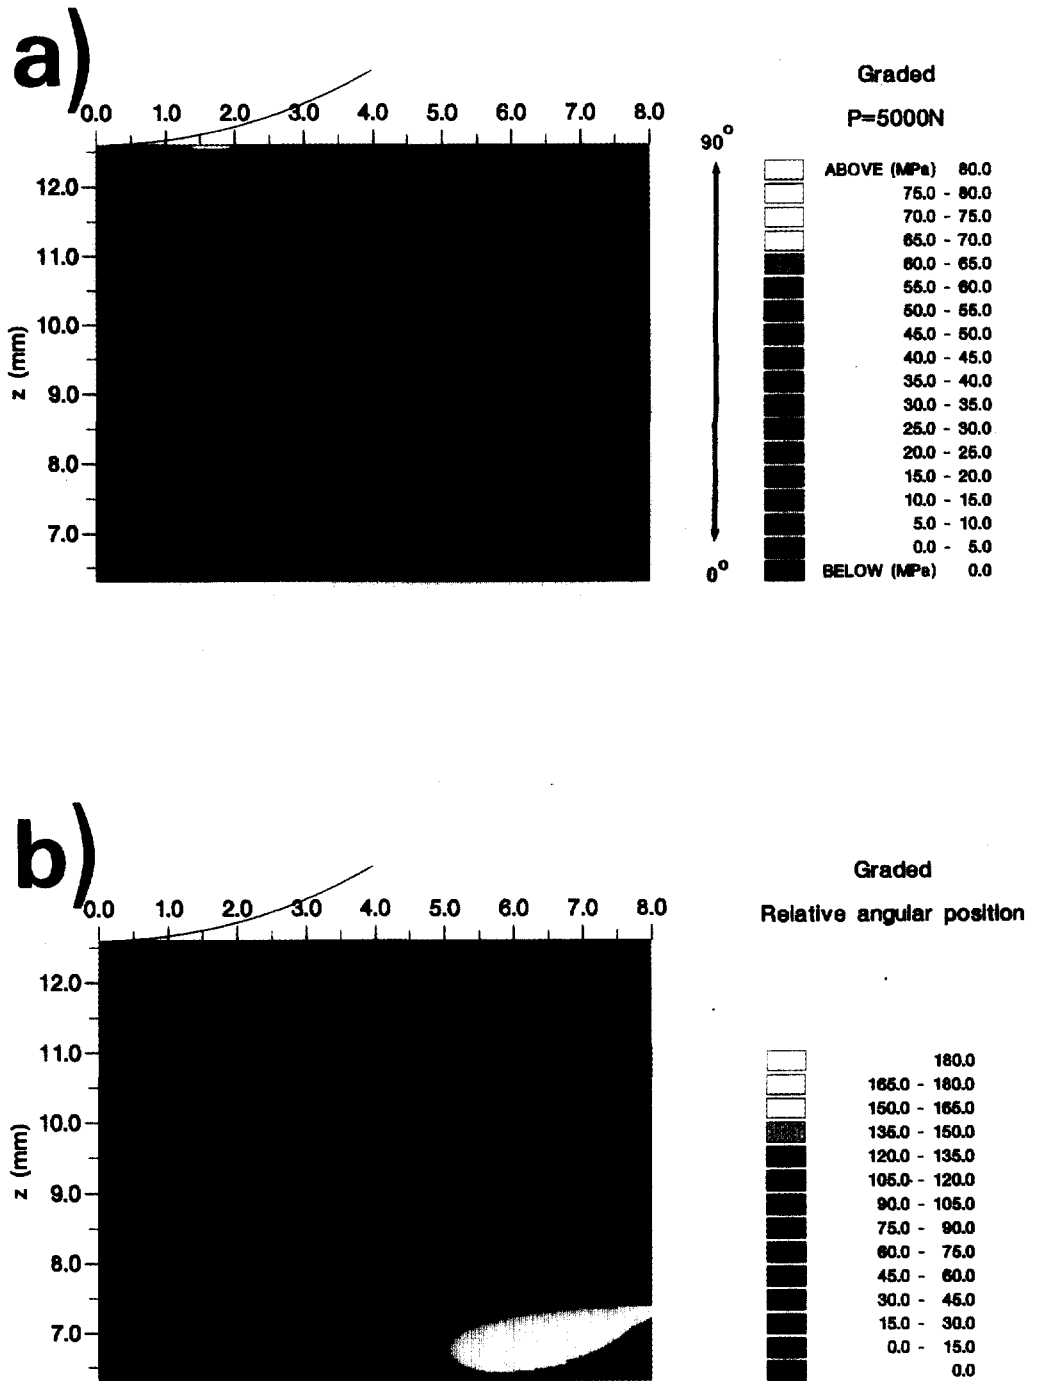 a)
Graded
P=5000N
0.0 1.0 2.0 3.0 4.0 5.0 6.0 7.0 8.0
90°
ABOVE (MPa) 80.0
75.0 - 80.0
70.0 - 75.0
65.0 - 70.0
60.0 - 65.0
55.0 - 60.0
50.0 - 55.0
45.0 - 50.0
40.0 - 45.0
35.0 - 40.0
30.0 - 35.0
25.0 - 30.0
20.0 - 25.0
15.0 - 20.0
10.0 - 15.0
5.0 - 10.0
0.0 - 5.0
BELOW (MPa) 0.0
0°
12.0
11.0
10.0
9.0
8.0
7.0
z (mm)
b)
Graded
Relative angular position
0.0 1.0 2.0 3.0 4.0 5.0 6.0 7.0 8.0
12.0
11.0
10.0
9.0
8.0
7.0
z (mm)
180.0
165.0 - 180.0
150.0 - 165.0
135.0 - 150.0
120.0 - 135.0
105.0 - 120.0
90.0 - 105.0
75.0 - 90.0
60.0 - 75.0
45.0 - 60.0
30.0 - 45.0
15.0 - 30.0
0.0 - 15.0
0.0